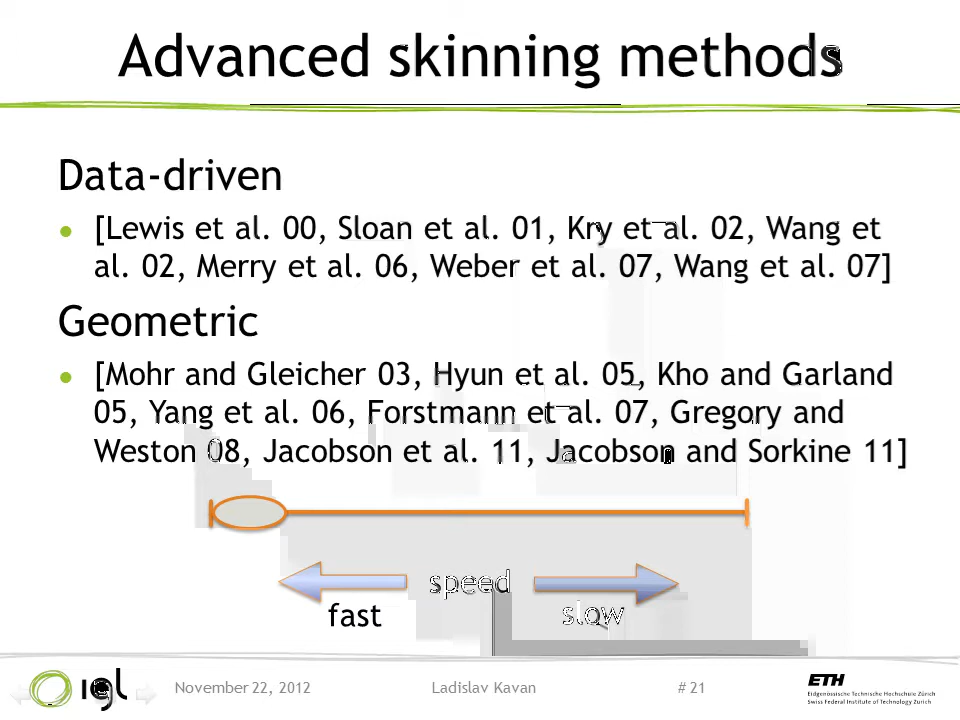 Advanced skinning methods
Data-driven
[Lewis et al. 00, Sloan et al. 01, Kry et al. 02, Wang et
al. 02, Merry et al. 06, Weber et al. 07, Wang et al. 07]
Geometric
[Mohr and Gleicher 03, Hyun et al. 05, Kho and Garland
05, Yang et al. 06, Forstmann et al. 07, Gregory and
Weston 08, Jacobson et al. 11, Jacobson and Sorkine 11]
speed
fast
slow
igl
November 22, 2012
Ladislav Kavan
# 21
ETH
Eidgenössische Technische Hochschule Zürich
Swiss Federal Institute of Technology Zurich